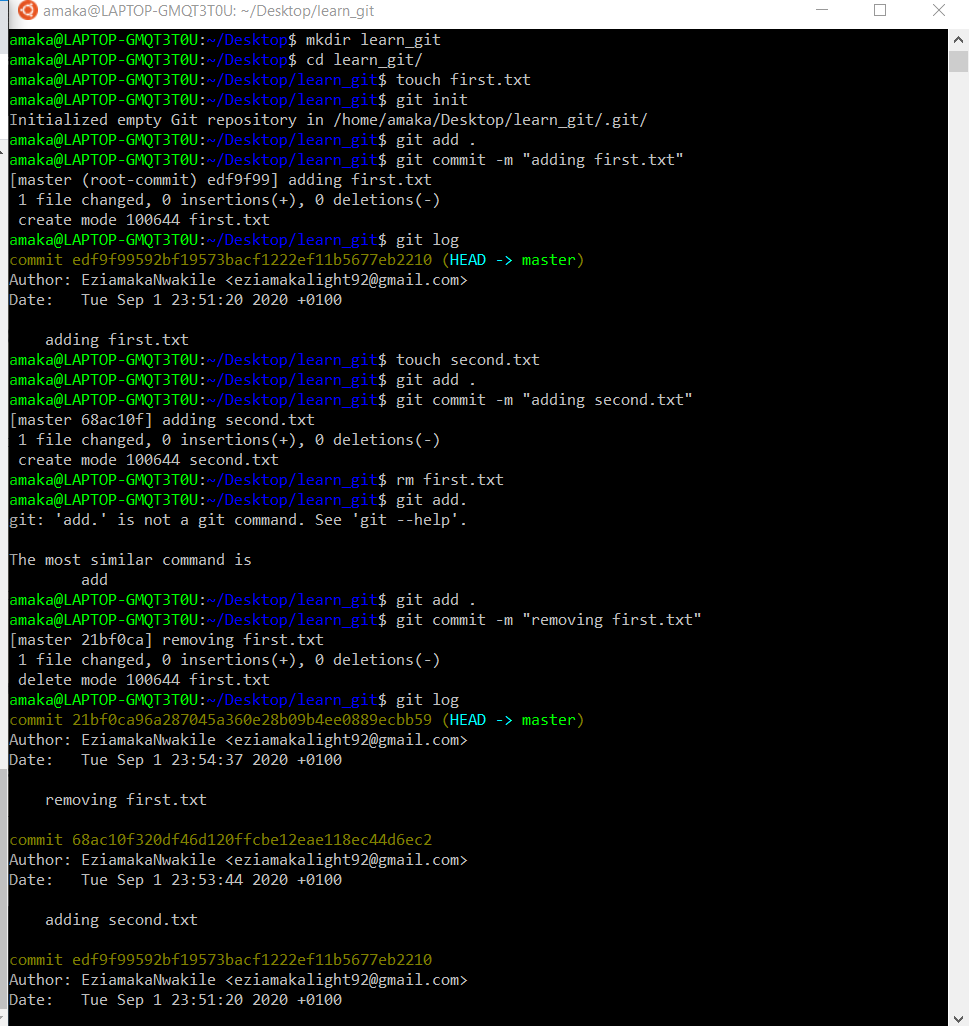 amaka@LAPTOP-GMQT3T0U: ~/Desktop/learn_git
amaka@LAPTOP-GMQT3T0U:~/Desktop$ mkdir learn_git
amaka@LAPTOP-GMQT3T0U:~/Desktop$ cd learn_git/
amaka@LAPTOP-GMQT3T0U:~/Desktop/learn_git$ touch first.txt
amaka@LAPTOP-GMQT3T0U:~/Desktop/learn_git$ git init
Initialized empty Git repository in /home/amaka/Desktop/learn_git/.git/
amaka@LAPTOP-GMQT3T0U:~/Desktop/learn_git$ git add .
amaka@LAPTOP-GMQT3T0U:~/Desktop/learn_git$ git commit -m "adding first.txt"
[master (root-commit) edf9f99] adding first.txt
 1 file changed, 0 insertions(+), 0 deletions(-)
 create mode 100644 first.txt
amaka@LAPTOP-GMQT3T0U:~/Desktop/learn_git$ git log
commit edf9f99592bf19573bacf1222ef11b5677eb2210 (HEAD -> master)
Author: EziamakaNwakile <eziamakalight92@gmail.com>
Date:   Tue Sep 1 23:51:20 2020 +0100

    adding first.txt
amaka@LAPTOP-GMQT3T0U:~/Desktop/learn_git$ touch second.txt
amaka@LAPTOP-GMQT3T0U:~/Desktop/learn_git$ git add .
amaka@LAPTOP-GMQT3T0U:~/Desktop/learn_git$ git commit -m "adding second.txt"
[master 68ac10f] adding second.txt
 1 file changed, 0 insertions(+), 0 deletions(-)
 create mode 100644 second.txt
amaka@LAPTOP-GMQT3T0U:~/Desktop/learn_git$ rm first.txt
amaka@LAPTOP-GMQT3T0U:~/Desktop/learn_git$ git add.
git: 'add.' is not a git command. See 'git --help'.

The most similar command is
        add
amaka@LAPTOP-GMQT3T0U:~/Desktop/learn_git$ git add .
amaka@LAPTOP-GMQT3T0U:~/Desktop/learn_git$ git commit -m "removing first.txt"
[master 21bf0ca] removing first.txt
 1 file changed, 0 insertions(+), 0 deletions(-)
 delete mode 100644 first.txt
amaka@LAPTOP-GMQT3T0U:~/Desktop/learn_git$ git log
commit 21bf0ca96a287045a360e28b09b4ee0889ecbb59 (HEAD -> master)
Author: EziamakaNwakile <eziamakalight92@gmail.com>
Date:   Tue Sep 1 23:54:37 2020 +0100

    removing first.txt

commit 68ac10f320df46d120ffcbe12eae118ec44d6ec2
Author: EziamakaNwakile <eziamakalight92@gmail.com>
Date:   Tue Sep 1 23:53:44 2020 +0100

    adding second.txt

commit edf9f99592bf19573bacf1222ef11b5677eb2210
Author: EziamakaNwakile <eziamakalight92@gmail.com>
Date:   Tue Sep 1 23:51:20 2020 +0100